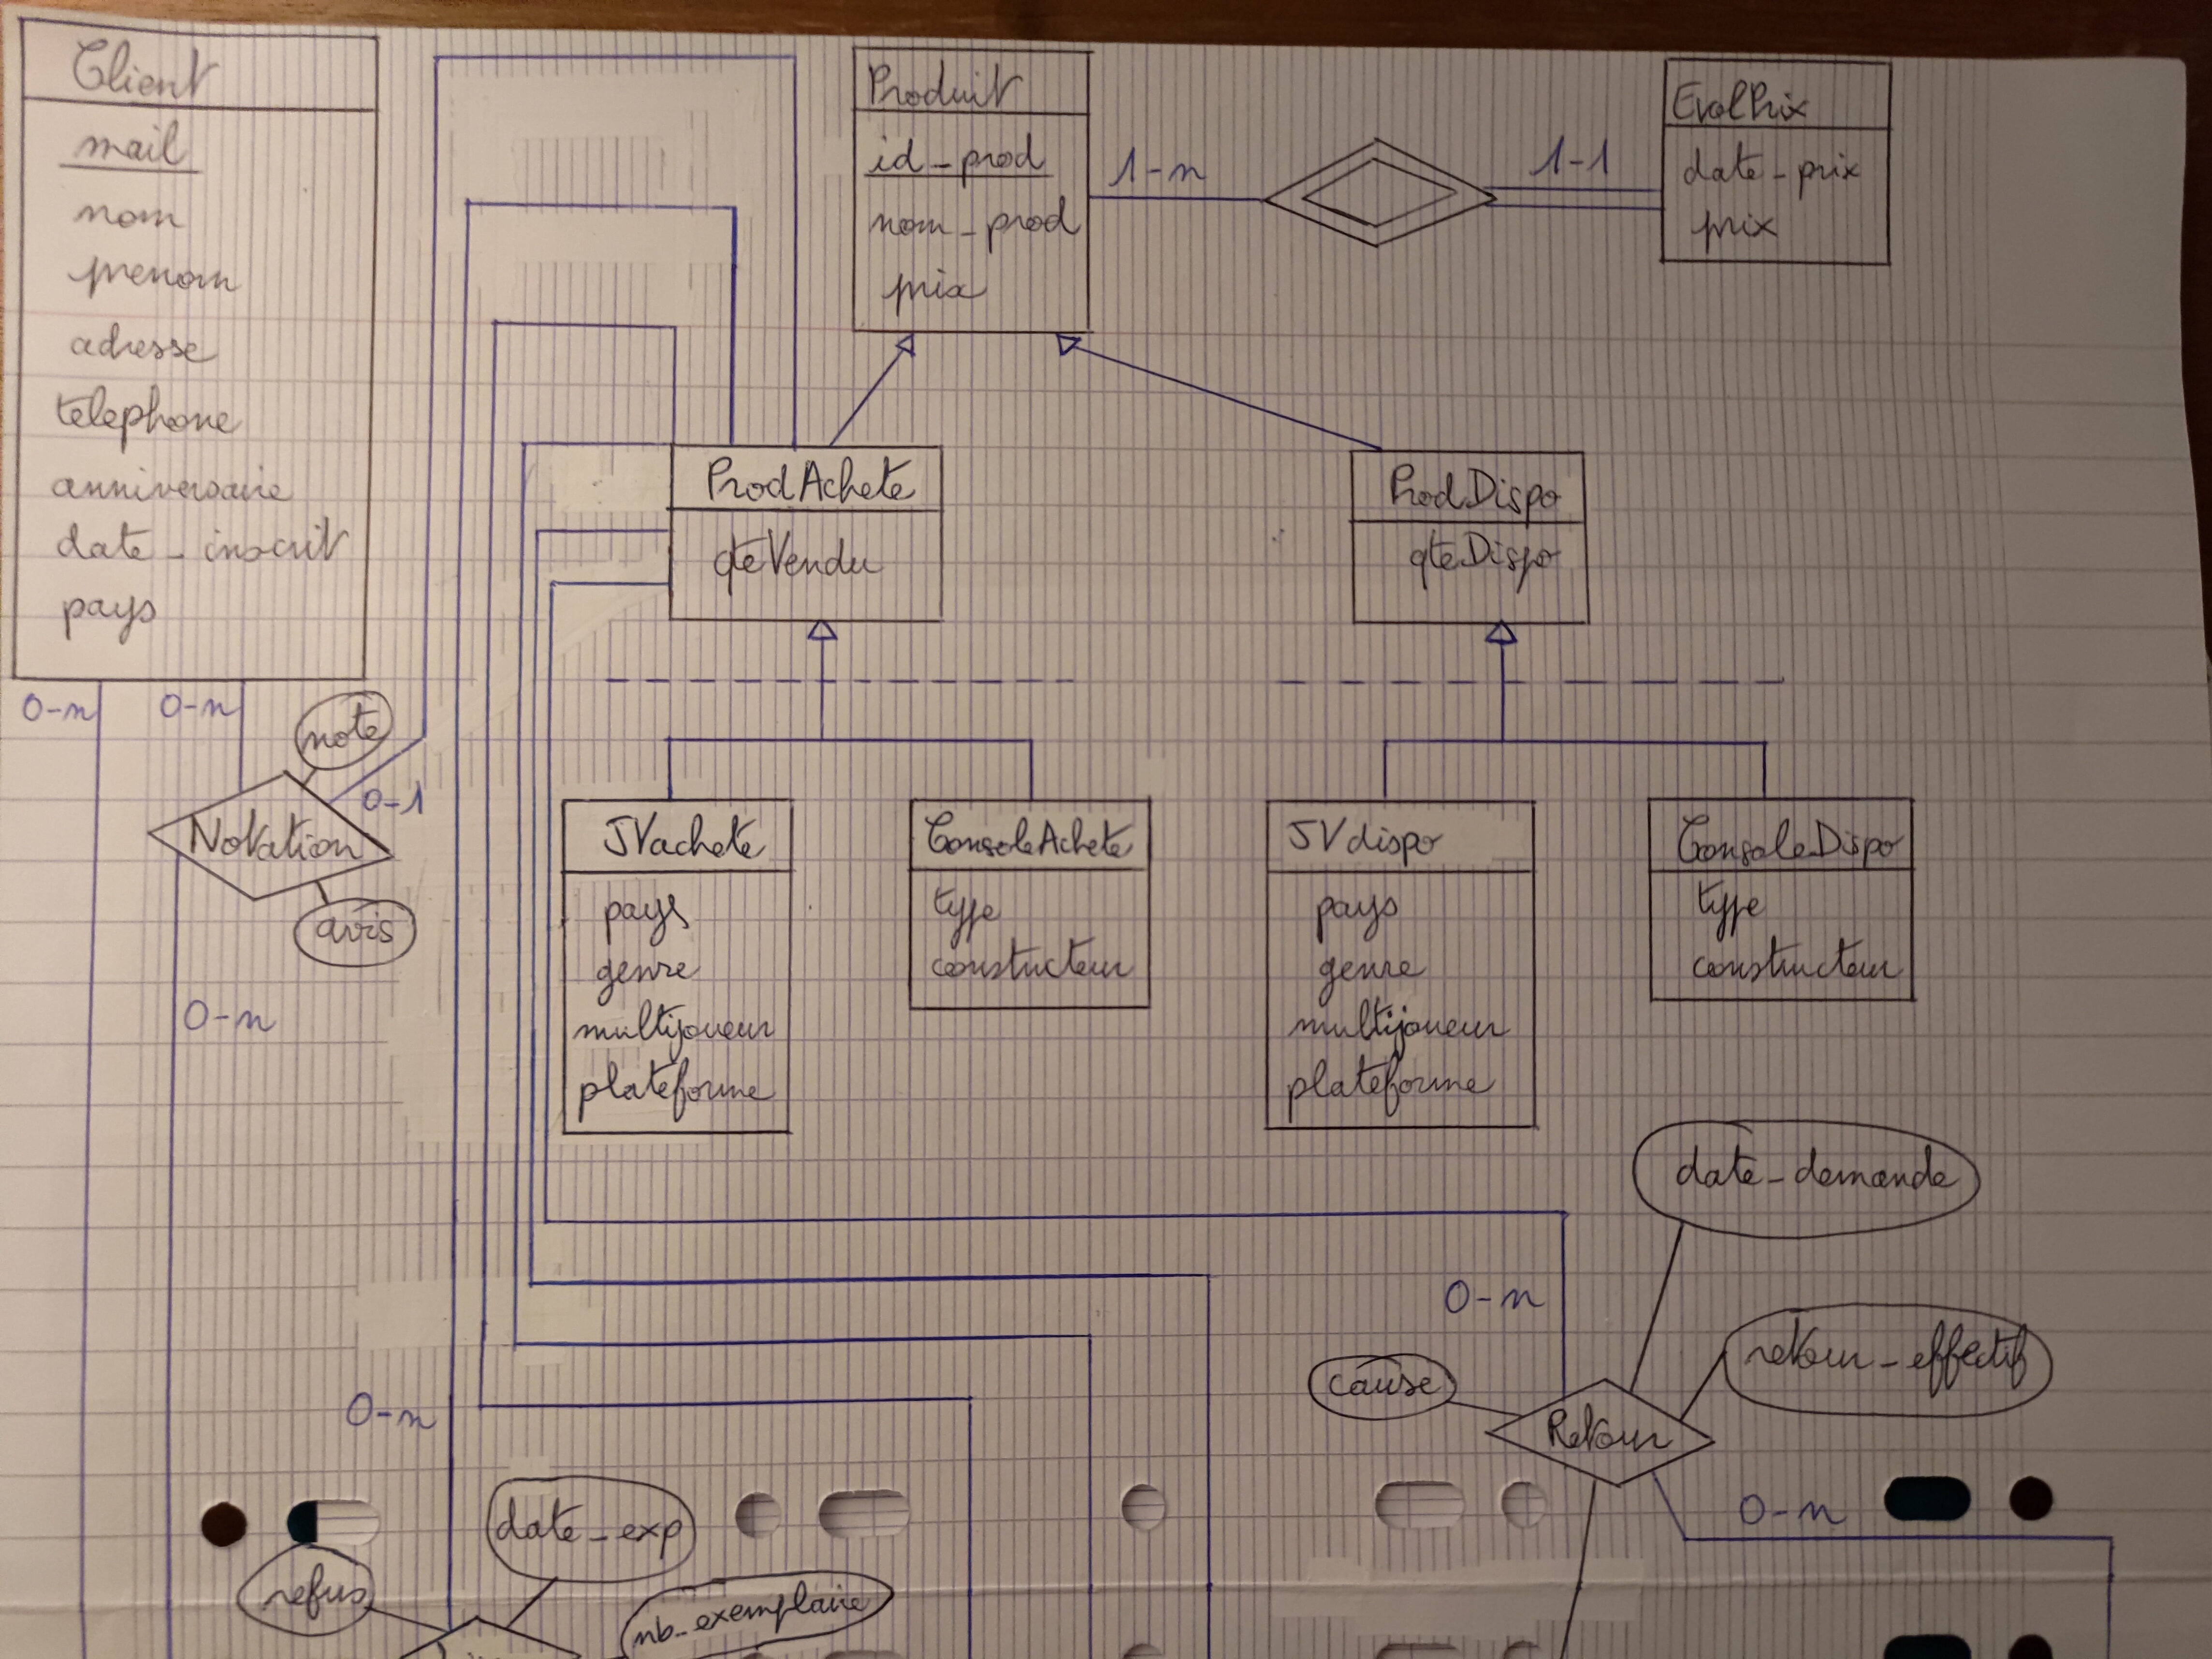 Client
mail
nom
prenom
adresse
telephone
anniversaire
date_inscrit
pays
0-n
0-n
Notation
note
avis
0-1
0-n
Produit
id_prod
nom_prod
prix
1-n
1-1
EvolPrix
date_prix
prix
ProdAchete
qteVendu
ProdDispo
qteDispo
JVachete
pays
genre
multijoueur
plateforme
ConsoleAchete
type
constructeur
JVdispo
pays
genre
multijoueur
plateforme
ConsoleDispo
type
constructeur
0-n
refus
date_exp
nb_exemplaire
0-n
cause
Retour
date_demande
retour_effectif
0-n